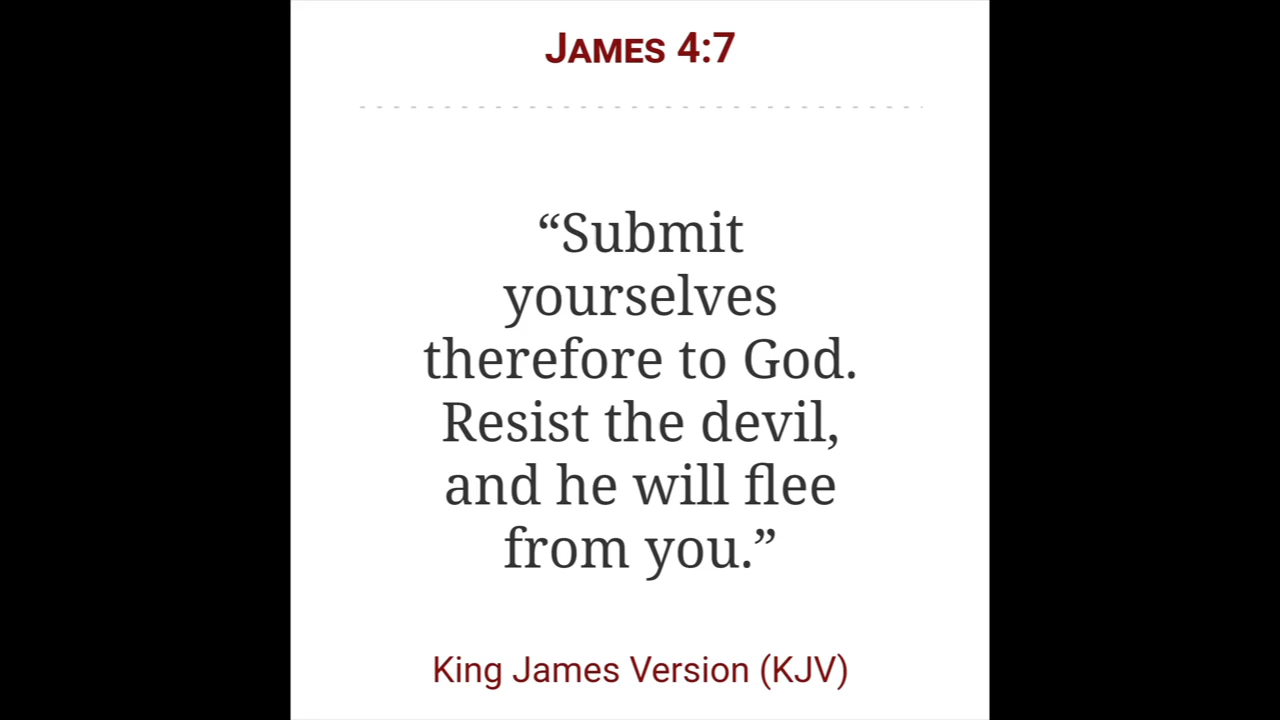 James 4:7
“Submit
yourselves
therefore to God.
Resist the devil,
and he will flee
from you.”
King James Version (KJV)